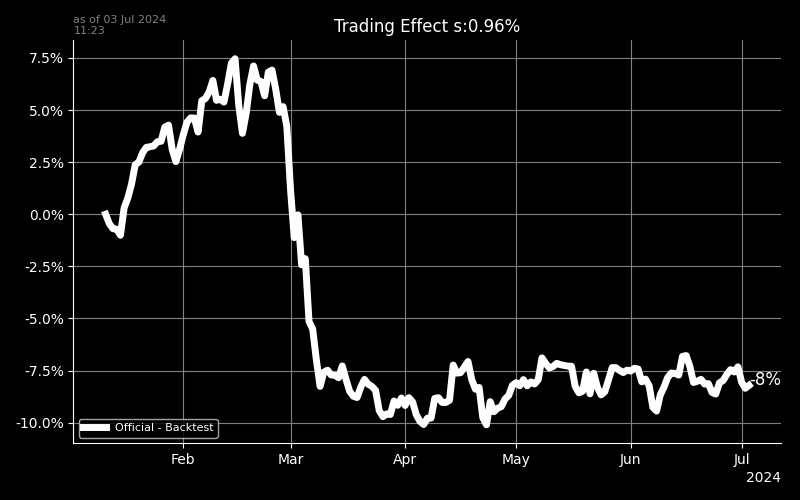 as of 03 Jul 2024
11:23
Trading Effect s:0.96%
7.5%
5.0%
2.5%
0.0%
-2.5%
-5.0%
-7.5%
-10.0%
-8%
Official - Backtest
Feb Mar Apr May Jun Jul
2024